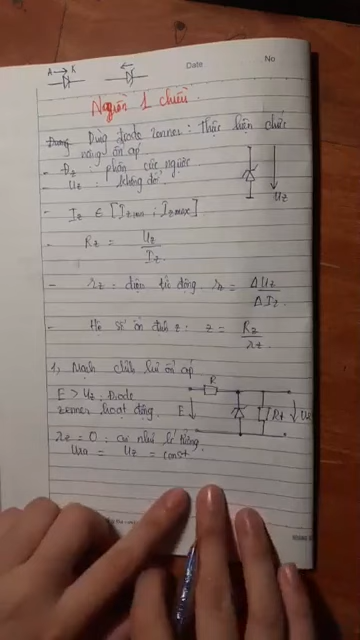 A K
Date No
Nguồn 1 chiều.
Dùng diode zenner: thực hiện chức
năng ổn áp
- Dz: phân cực ngược
- Uz: không đổi
Uz
- Iz ∈ [Izmin; Izmax]
- Rz = Uz / Iz
- rz: điện trở động. rz = ΔUz / ΔIz
- Hệ số ổn định z: z = Rz / rz
1, Mạch chỉnh lưu ổn áp
R
E > Uz: Diode
zenner hoạt động.
E Rt
rz = 0: coi như lí tưởng
Ura = Uz = const